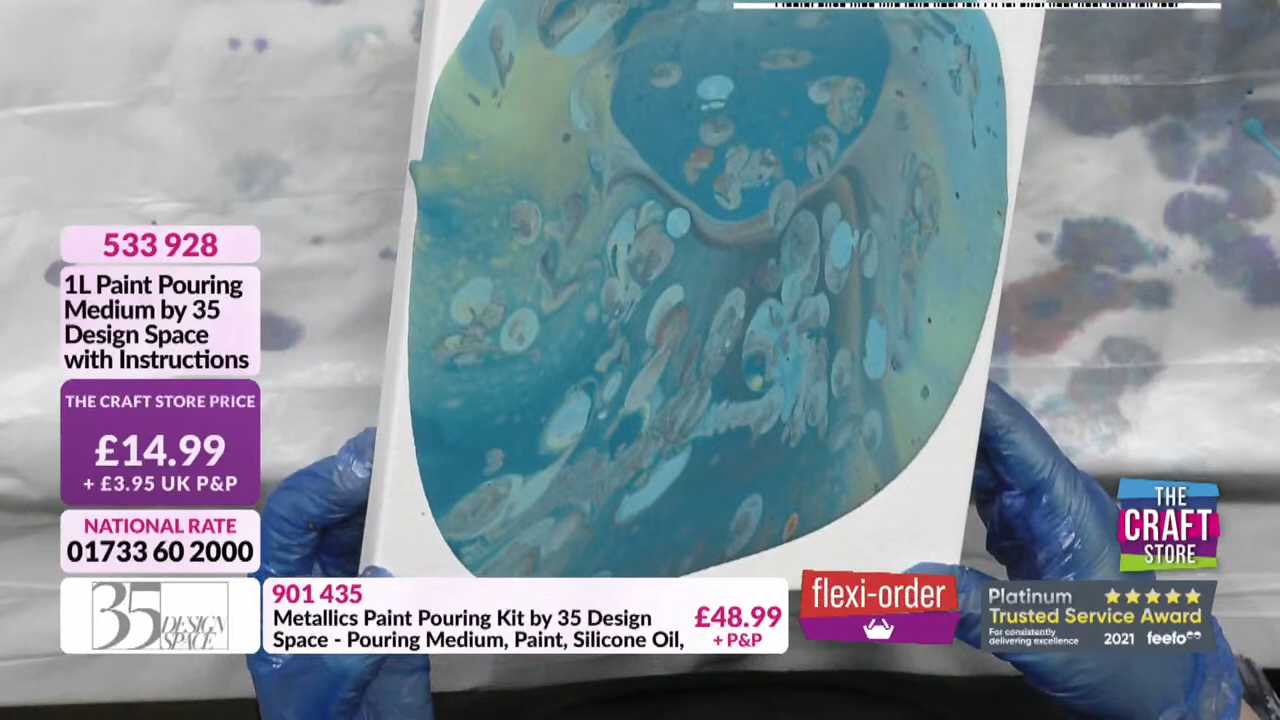 533 928
1L Paint Pouring
Medium by 35
Design Space
with Instructions
THE CRAFT STORE PRICE
£14.99
+ £3.95 UK P&P
NATIONAL RATE
01733 60 2000
35 DESIGN
SPACE
901 435
Metallics Paint Pouring Kit by 35 Design
Space - Pouring Medium, Paint, Silicone Oil,
£48.99
+ P&P
flexi-order
THE
CRAFT
STORE
Platinum
Trusted Service Award
For consistently
delivering excellence
2021 feefo